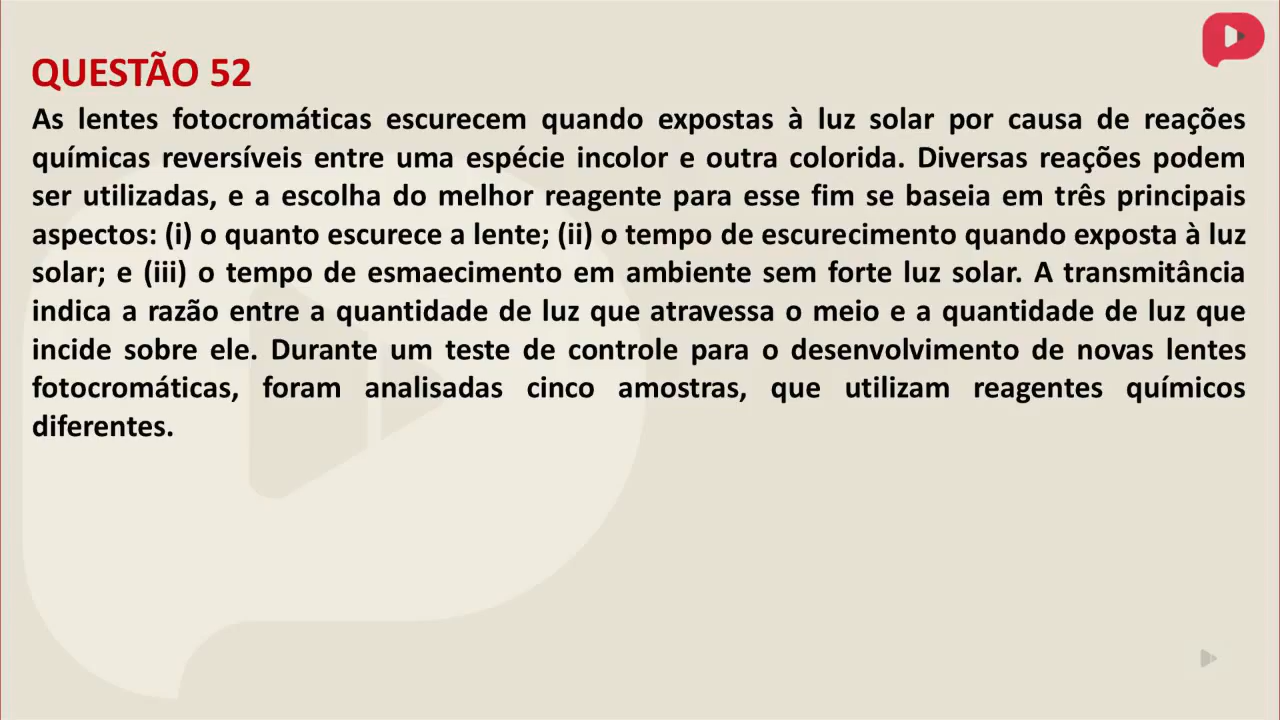 QUESTÃO 52
As lentes fotocromáticas escurecem quando expostas à luz solar por causa de reações
químicas reversíveis entre uma espécie incolor e outra colorida. Diversas reações podem
ser utilizadas, e a escolha do melhor reagente para esse fim se baseia em três principais
aspectos: (i) o quanto escurece a lente; (ii) o tempo de escurecimento quando exposta à luz
solar; e (iii) o tempo de esmaecimento em ambiente sem forte luz solar. A transmitância
indica a razão entre a quantidade de luz que atravessa o meio e a quantidade de luz que
incide sobre ele. Durante um teste de controle para o desenvolvimento de novas lentes
fotocromáticas, foram analisadas cinco amostras, que utilizam reagentes químicos
diferentes.